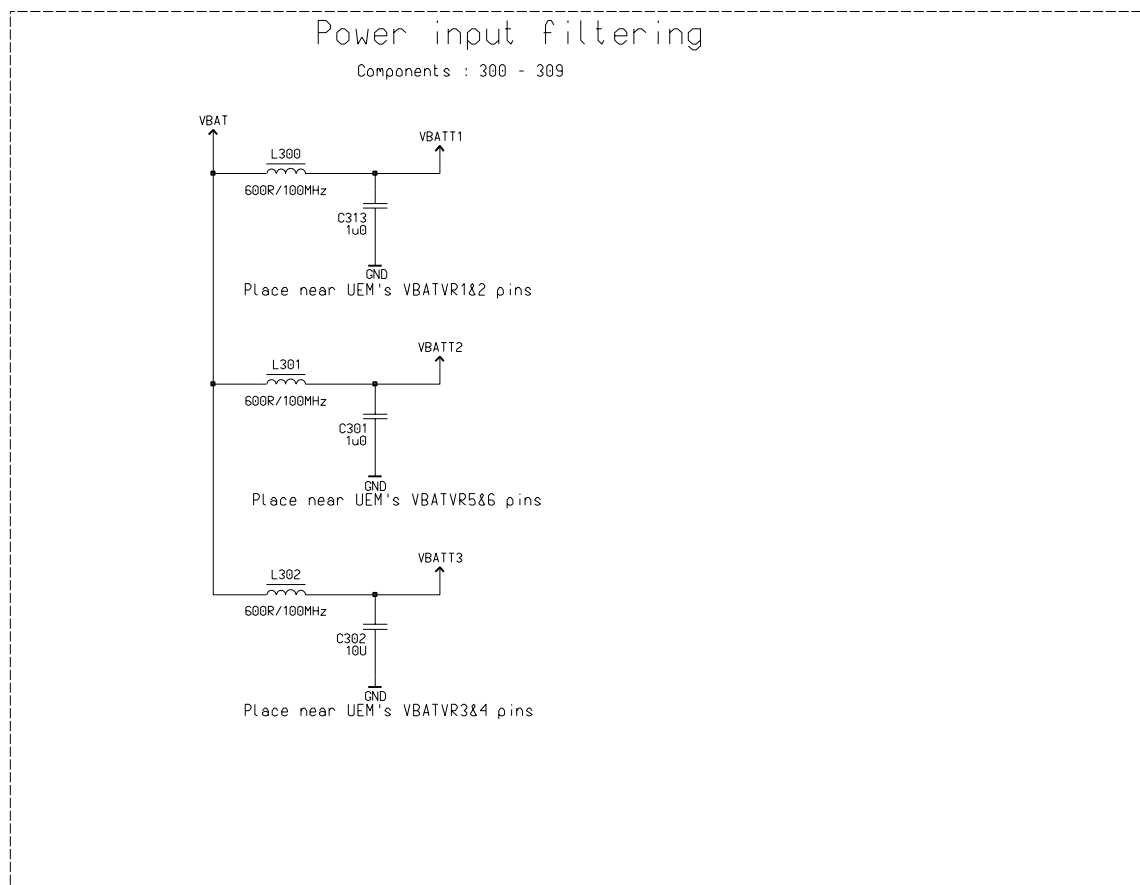 Power input filtering
Components : 300 - 309
VBAT
VBATT1
L300
600R/100MHz
C313
1u0
GND
Place near UEM's VBATVR1&2 pins
VBATT2
L301
600R/100MHz
C301
1u0
GND
Place near UEM's VBATVR5&6 pins
VBATT3
L302
600R/100MHz
C302
10U
GND
Place near UEM's VBATVR3&4 pins